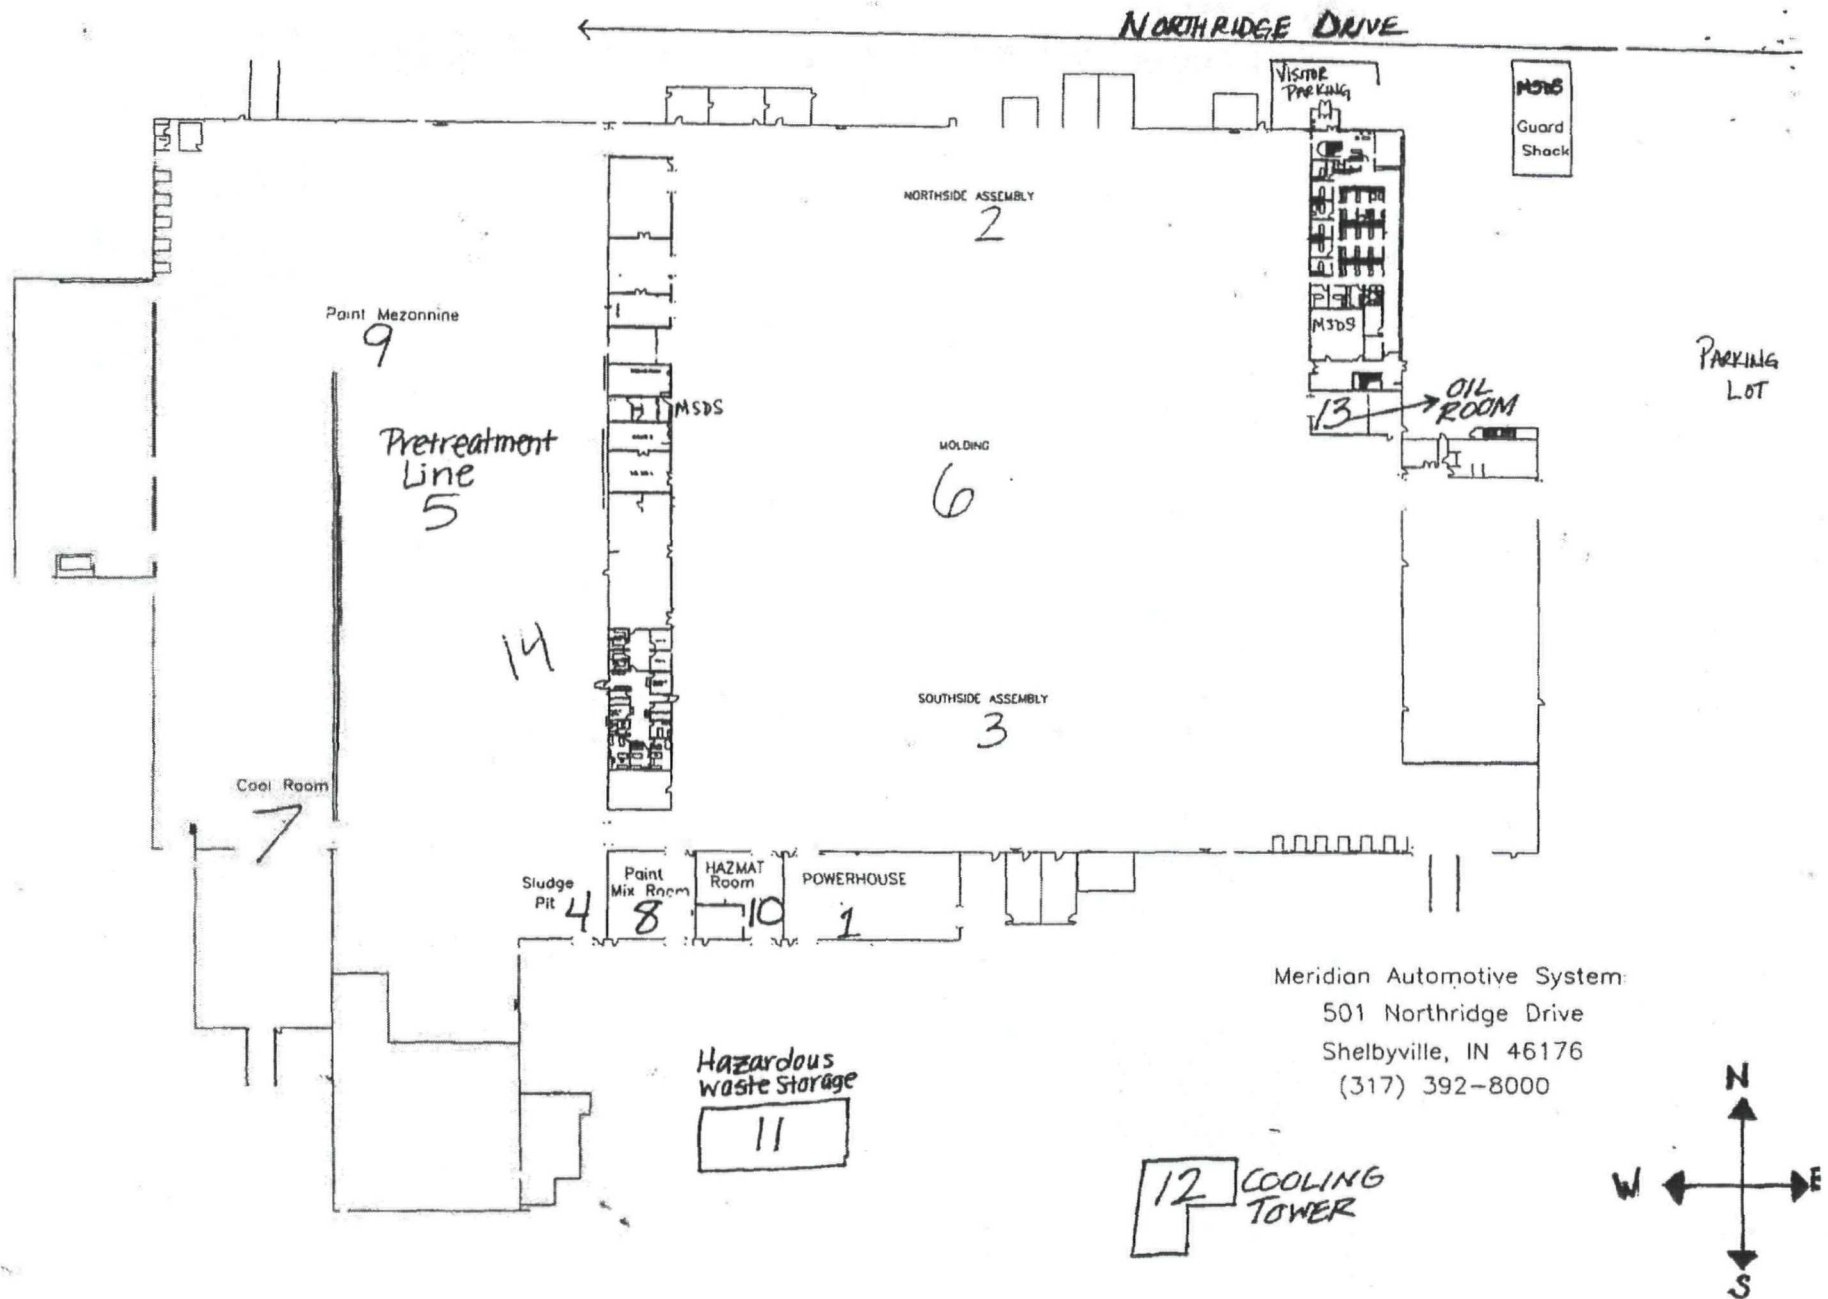 NORTHRIDGE DRIVE
VISITOR
PARKING
MSDS
Guard
Shack
NORTHSIDE ASSEMBLY
2
Paint Mezonnine
9
MSDS
PARKING
LOT
MSDS
13
OIL
ROOM
Pretreatment
Line
5
MOLDING
6
14
SOUTHSIDE ASSEMBLY
3
Cool Room
7
Sludge
Pit 4
Paint
Mix Room
8
HAZMAT
Room
10
POWERHOUSE
1
Meridian Automotive System
501 Northridge Drive
Shelbyville, IN 46176
(317) 392-8000
Hazardous
Waste Storage
11
12
COOLING
TOWER
N
W
E
S